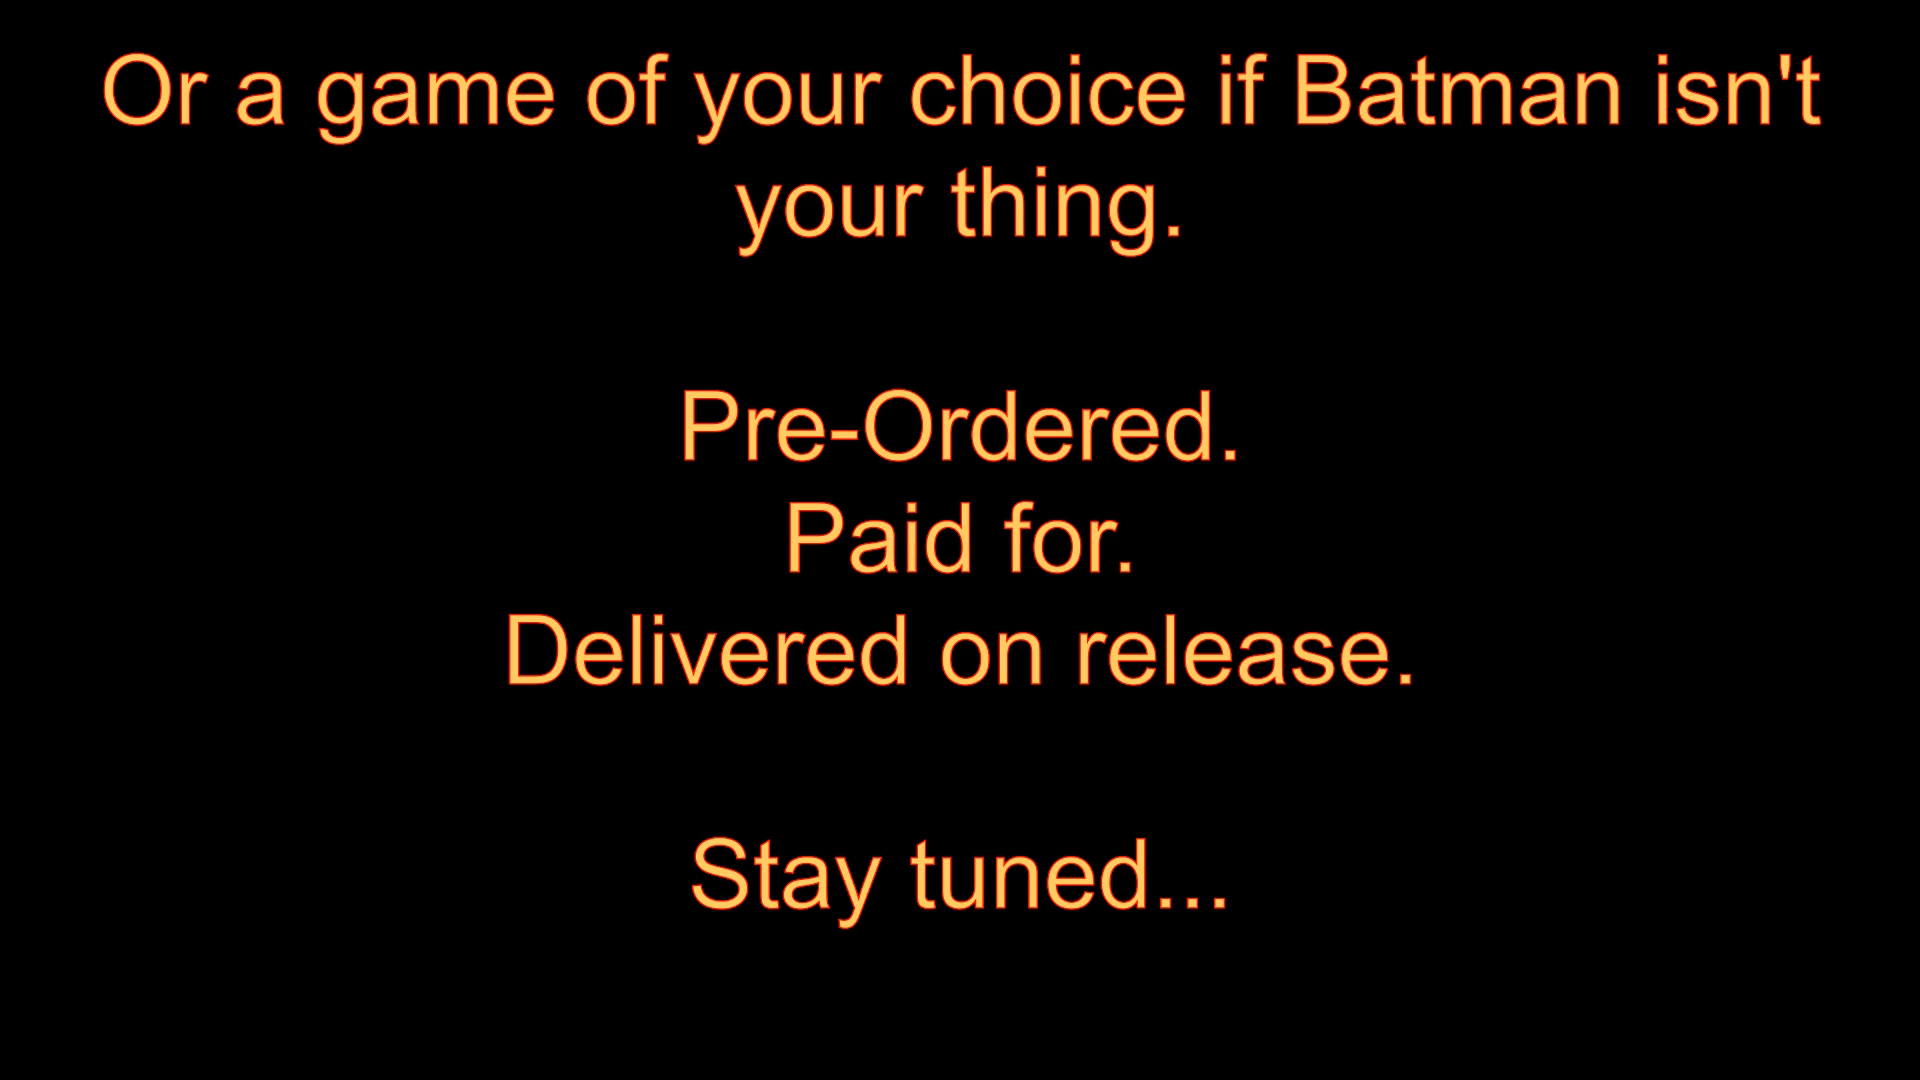 Or a game of your choice if Batman isn't
your thing.
Pre-Ordered.
Paid for.
Delivered on release.
Stay tuned...